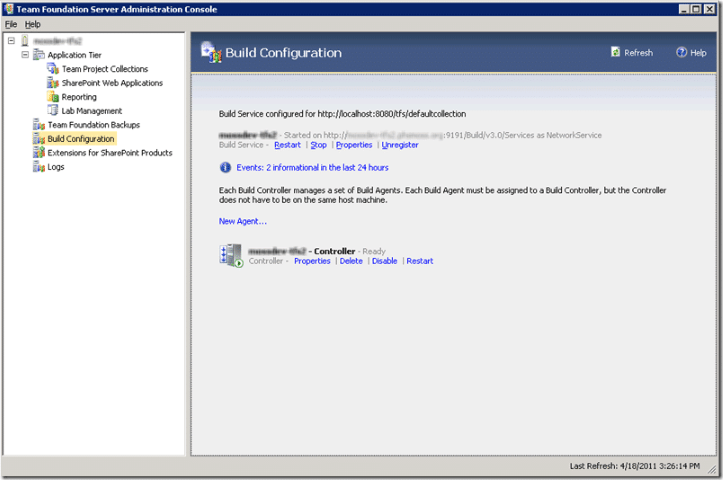 Team Foundation Server Administration Console
File Help
Application Tier
Team Project Collections
SharePoint Web Applications
Reporting
Lab Management
Team Foundation Backups
Build Configuration
Extensions for SharePoint Products
Logs
Build Configuration
Refresh Help
Build Service configured for http://localhost:8080/tfs/defaultcollection
- Started on http:// :9191/Build/v3.0/Services as NetworkService
Build Service - Restart | Stop | Properties | Unregister
Events: 2 informational in the last 24 hours
Each Build Controller manages a set of Build Agents. Each Build Agent must be assigned to a Build Controller, but the Controller
does not have to be on the same host machine.
New Agent...
- Controller - Ready
Controller - Properties | Delete | Disable | Restart
Last Refresh: 4/18/2011 3:26:14 PM